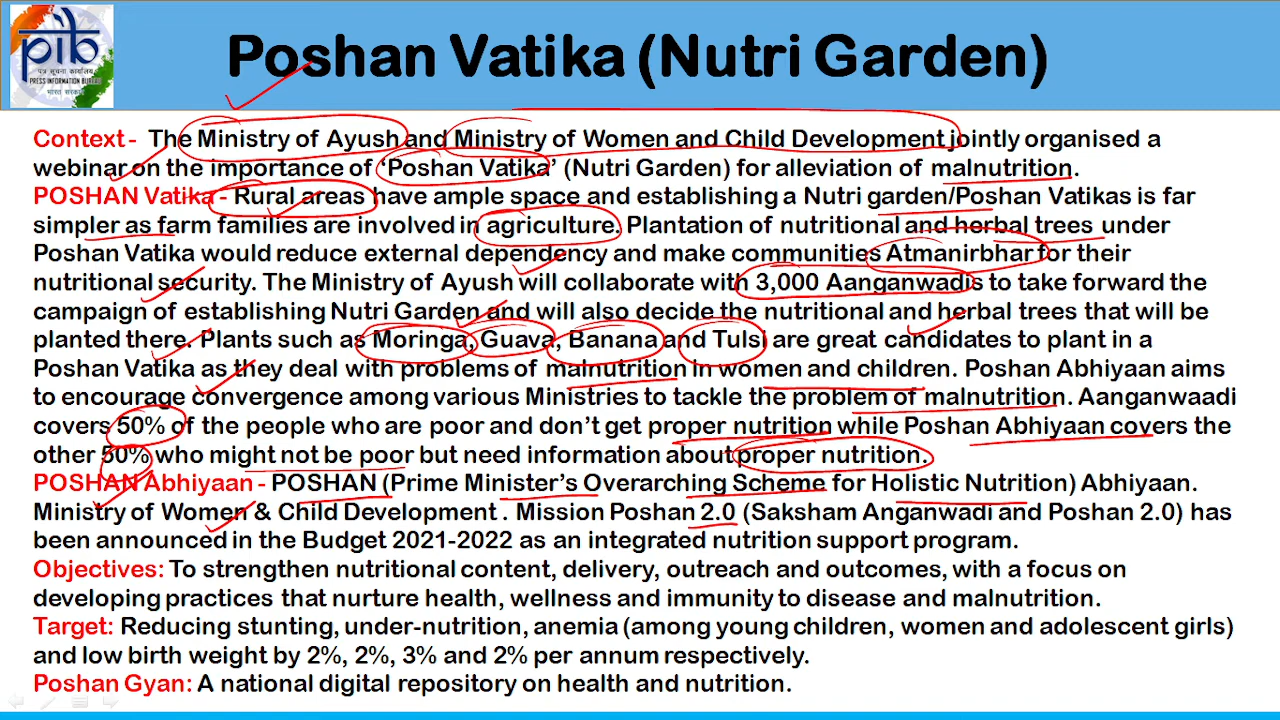 Poshan Vatika (Nutri Garden)
पत्र सूचना कार्यालय
PRESS INFORMATION BUREAU
भारत सरकार
Context - The Ministry of Ayush and Ministry of Women and Child Development jointly organised a
webinar on the importance of ‘Poshan Vatika’ (Nutri Garden) for alleviation of malnutrition.
POSHAN Vatika - Rural areas have ample space and establishing a Nutri garden/Poshan Vatikas is far
simpler as farm families are involved in agriculture. Plantation of nutritional and herbal trees under
Poshan Vatika would reduce external dependency and make communities Atmanirbhar for their
nutritional security. The Ministry of Ayush will collaborate with 3,000 Aanganwadis to take forward the
campaign of establishing Nutri Garden and will also decide the nutritional and herbal trees that will be
planted there. Plants such as Moringa, Guava, Banana and Tulsi are great candidates to plant in a
Poshan Vatika as they deal with problems of malnutrition in women and children. Poshan Abhiyaan aims
to encourage convergence among various Ministries to tackle the problem of malnutrition. Aanganwaadi
covers 50% of the people who are poor and don’t get proper nutrition while Poshan Abhiyaan covers the
other 50% who might not be poor but need information about proper nutrition.
POSHAN Abhiyaan - POSHAN (Prime Minister’s Overarching Scheme for Holistic Nutrition) Abhiyaan.
Ministry of Women & Child Development . Mission Poshan 2.0 (Saksham Anganwadi and Poshan 2.0) has
been announced in the Budget 2021-2022 as an integrated nutrition support program.
Objectives: To strengthen nutritional content, delivery, outreach and outcomes, with a focus on
developing practices that nurture health, wellness and immunity to disease and malnutrition.
Target: Reducing stunting, under-nutrition, anemia (among young children, women and adolescent girls)
and low birth weight by 2%, 2%, 3% and 2% per annum respectively.
Poshan Gyan: A national digital repository on health and nutrition.